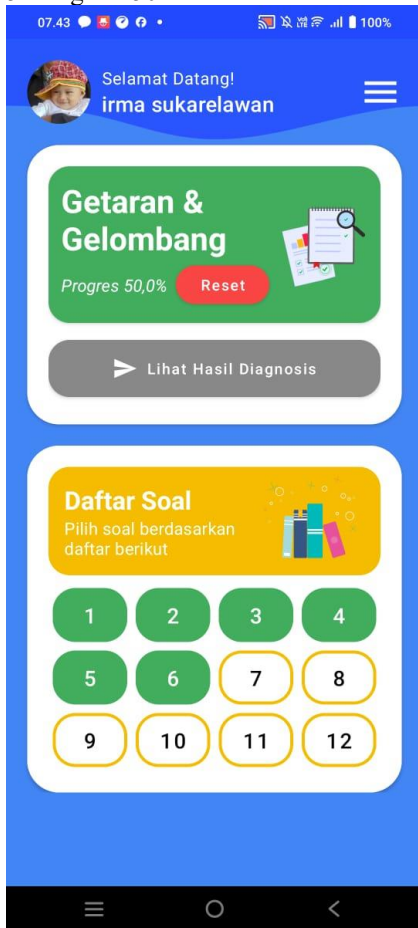 07.43
100%
Selamat Datang!
irma sukarelawan
Getaran &
Gelombang
Progres 50,0%
Reset
Lihat Hasil Diagnosis
Daftar Soal
Pilih soal berdasarkan
daftar berikut
1 2 3 4
5 6 7 8
9 10 11 12